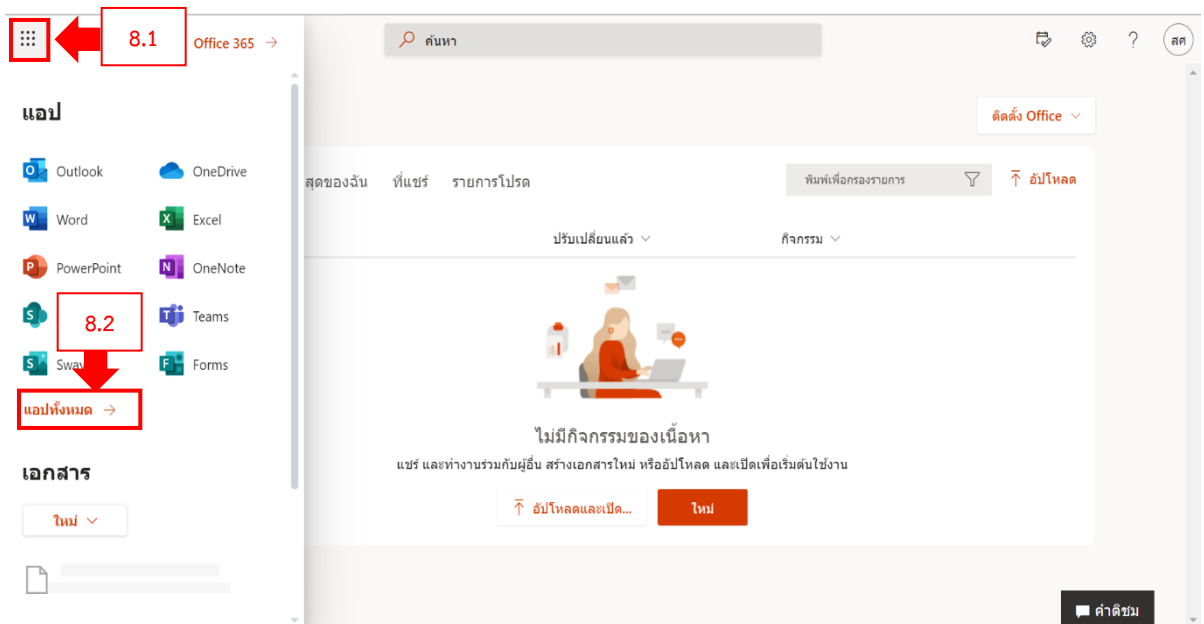 8.1
Office 365 →
ค้นหา
สศ
แอป
ติดตั้ง Office
Outlook
OneDrive
สุดของฉัน ที่แชร์ รายการโปรด
พิมพ์เพื่อกรองรายการ
อัปโหลด
Word
Excel
ปรับเปลี่ยนแล้ว
กิจกรรม
PowerPoint
OneNote
8.2
Teams
Sway
Forms
แอปทั้งหมด →
ไม่มีกิจกรรมของเนื้อหา
แชร์ และทำงานร่วมกับผู้อื่น สร้างเอกสารใหม่ หรืออัปโหลด และเปิดเพื่อเริ่มต้นใช้งาน
เอกสาร
อัปโหลดและเปิด...
ใหม่
ใหม่
คำติชม